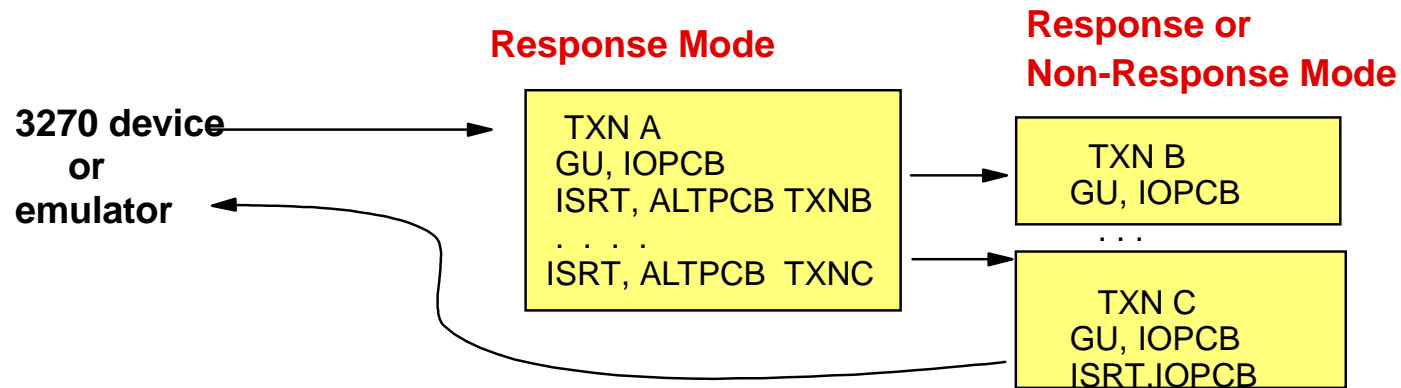 Response Mode
Response or
Non-Response Mode
3270 device
or
emulator
TXN A
GU, IOPCB
ISRT, ALTPCB TXNB
. . . .
ISRT, ALTPCB TXNC
TXN B
GU, IOPCB
. . .
TXN C
GU, IOPCB
ISRT.IOPCB